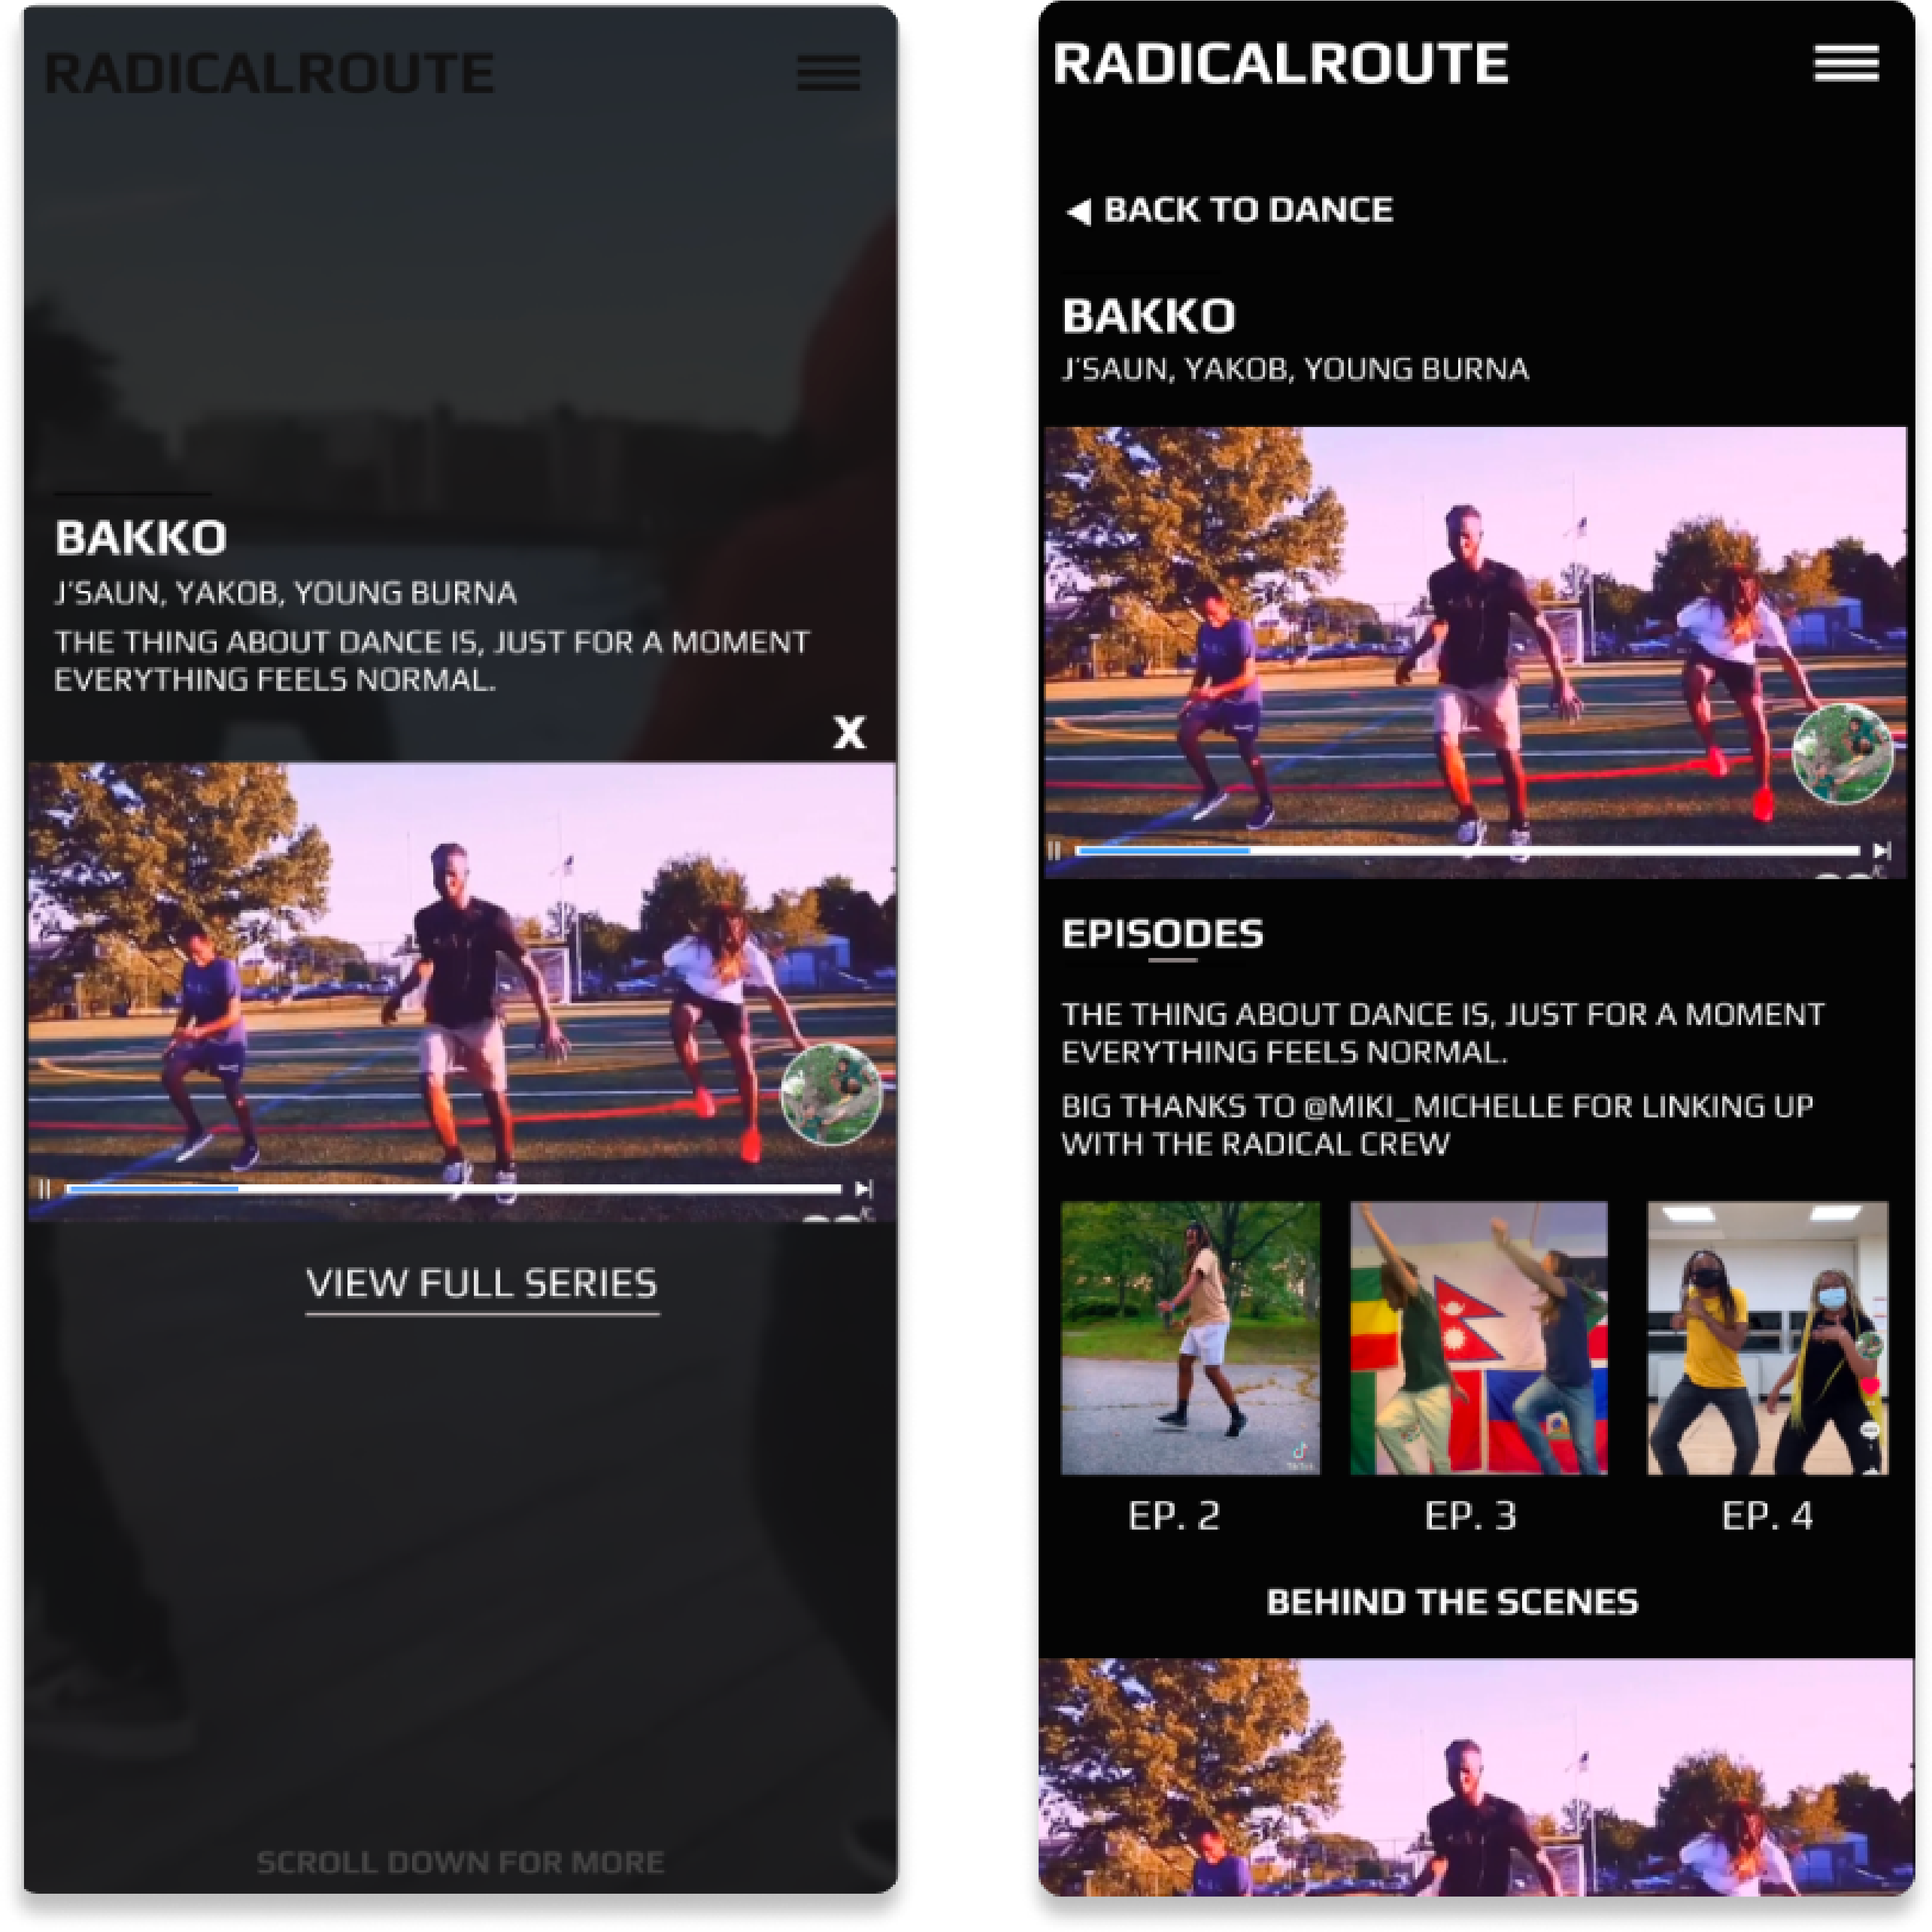 RADICALROUTE
BAKKO
J'SAUN, YAKOB, YOUNG BURNA
THE THING ABOUT DANCE IS, JUST FOR A MOMENT
EVERYTHING FEELS NORMAL.
X
VIEW FULL SERIES
SCROLL DOWN FOR MORE
RADICALROUTE
BACK TO DANCE
BAKKO
J'SAUN, YAKOB, YOUNG BURNA
EPISODES
THE THING ABOUT DANCE IS, JUST FOR A MOMENT
EVERYTHING FEELS NORMAL.
BIG THANKS TO @MIKI_MICHELLE FOR LINKING UP
WITH THE RADICAL CREW
TikTok
EP. 2
EP. 3
EP. 4
BEHIND THE SCENES